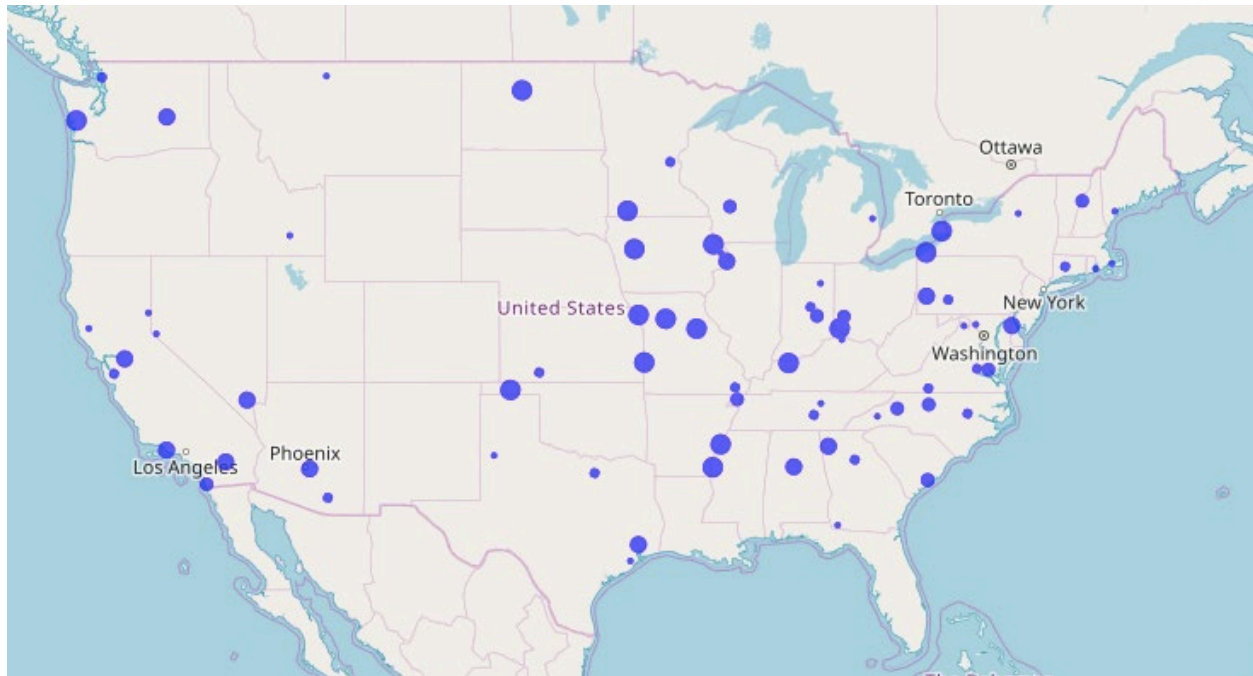 Ottawa
Toronto
United States
New York
Washington
Phoenix
Los Angeles